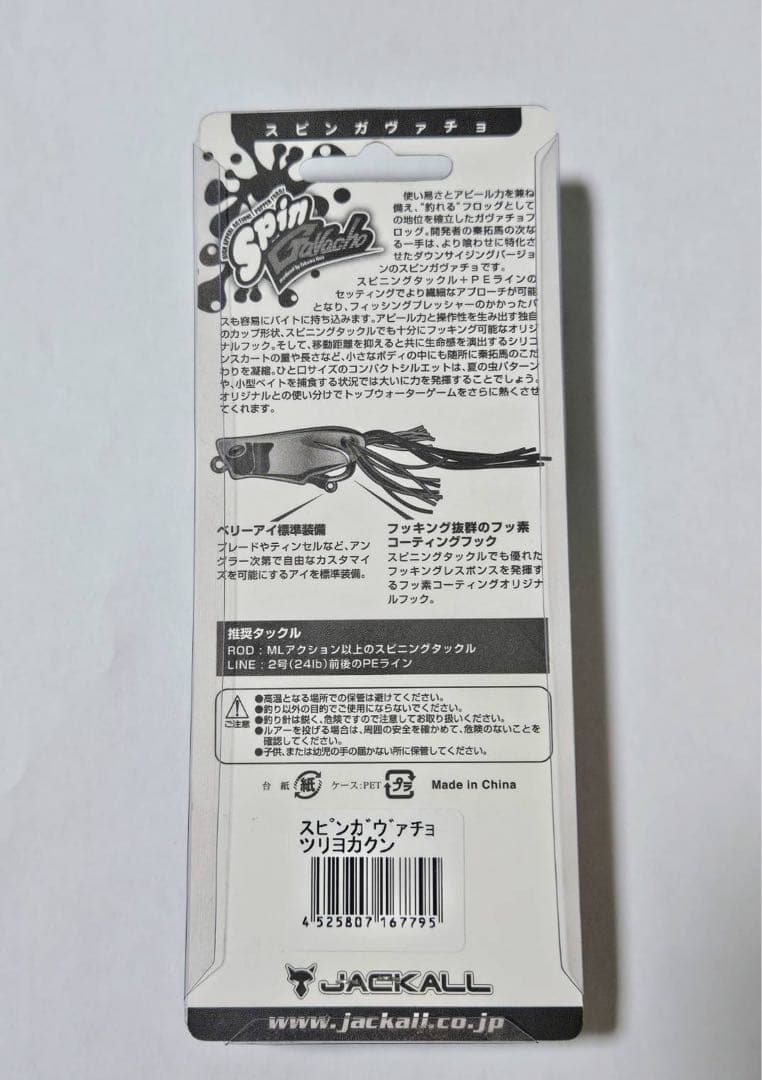 スピンガヴァチョ
HIGH APPEAL ACTION! POPPER FROG!
Spin
Gavacho
produced by Takuma Hata
使い易さとアピール力を兼ね
備え、“釣れる”フロッグとして
の地位を確立したガヴァチョフ
ロッグ。開発者の秦拓馬の次な
る一手は、より喰わせに特化さ
せたダウンサイジングバージョ
ンのスピンガヴァチョです。
スピニングタックル＋PEラインの
セッティングでより繊細なアプローチが可能
となり、フィッシングプレッシャーのかかったバ
スも容易にバイトに持ち込みます。アピール力と操作性を生み出す独自
のカップ形状、スピニングタックルでも十分にフッキング可能なオリジ
ナルフック。そして、移動距離を抑えると共に生命感を演出するシリコ
ンスカートの量や長さなど、小さなボディの中にも随所に秦拓馬のこだ
わりを凝縮。ひと口サイズのコンパクトシルエットは、夏の虫パターン
や、小型ベイトを捕食する状況では大いに力を発揮することでしょう。
オリジナルとの使い分けでトップウォーターゲームをさらに熱くさせ
てくれます。
ベリーアイ標準装備
ブレードやティンセルなど、アン
グラー次第で自由なカスタマイ
ズを可能にするアイを標準装備。
フッキング抜群のフッ素
コーティングフック
スピニングタックルでも優れた
フッキングレスポンスを発揮す
るフッ素コーティングオリジナ
ルフック。
推奨タックル
ROD：MLアクション以上のスピニングタックル
LINE：2号(24lb)前後のPEライン
ご注意
●高温となる場所での保管は避けてください。
●釣り以外の目的でご使用にならないでください。
●釣り針は鋭く、危険ですので注意してお取り扱いください。
●ルアーを投げる場合は、周囲の安全を確かめて、危険のないことを
確認してください。
●子供、または幼児の手の届かない所に保管してください。
台紙 紙 ケース:PET プラ Made in China
スピンガヴァチョ
ツリヨカクン
4 525807 167795
JACKALL
www.jackall.co.jp